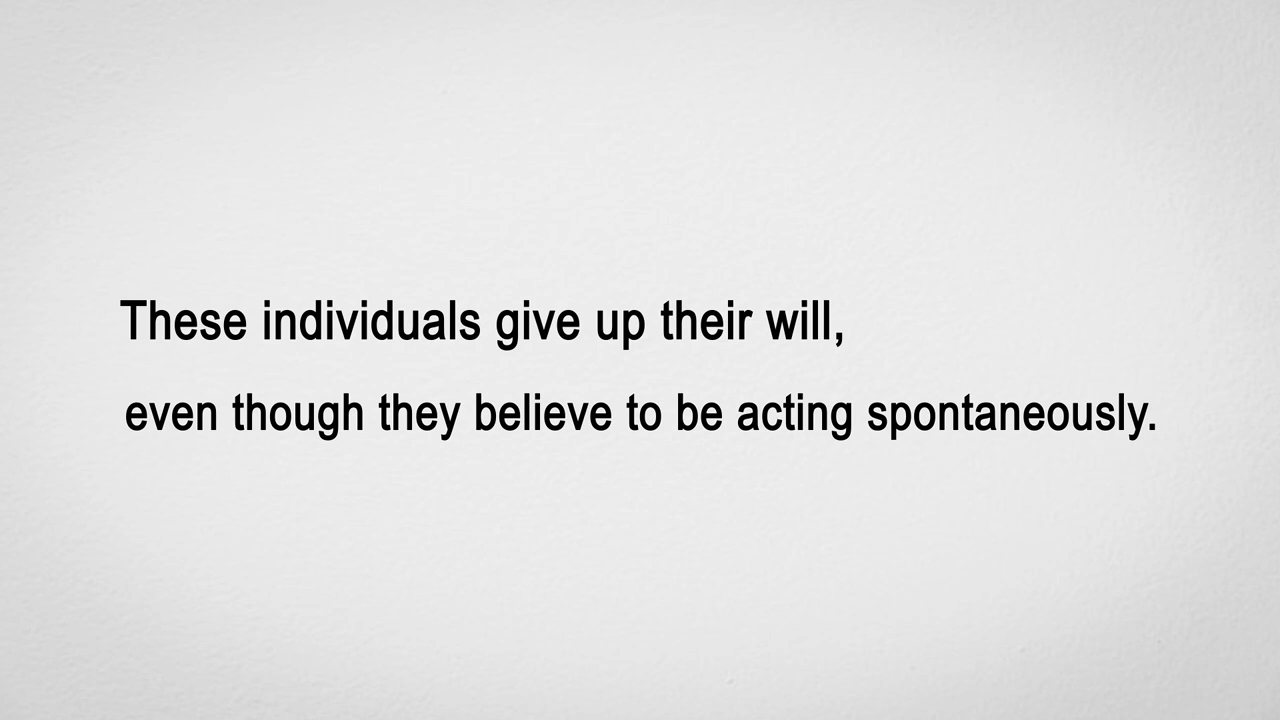 These individuals give up their will,
even though they believe to be acting spontaneously.